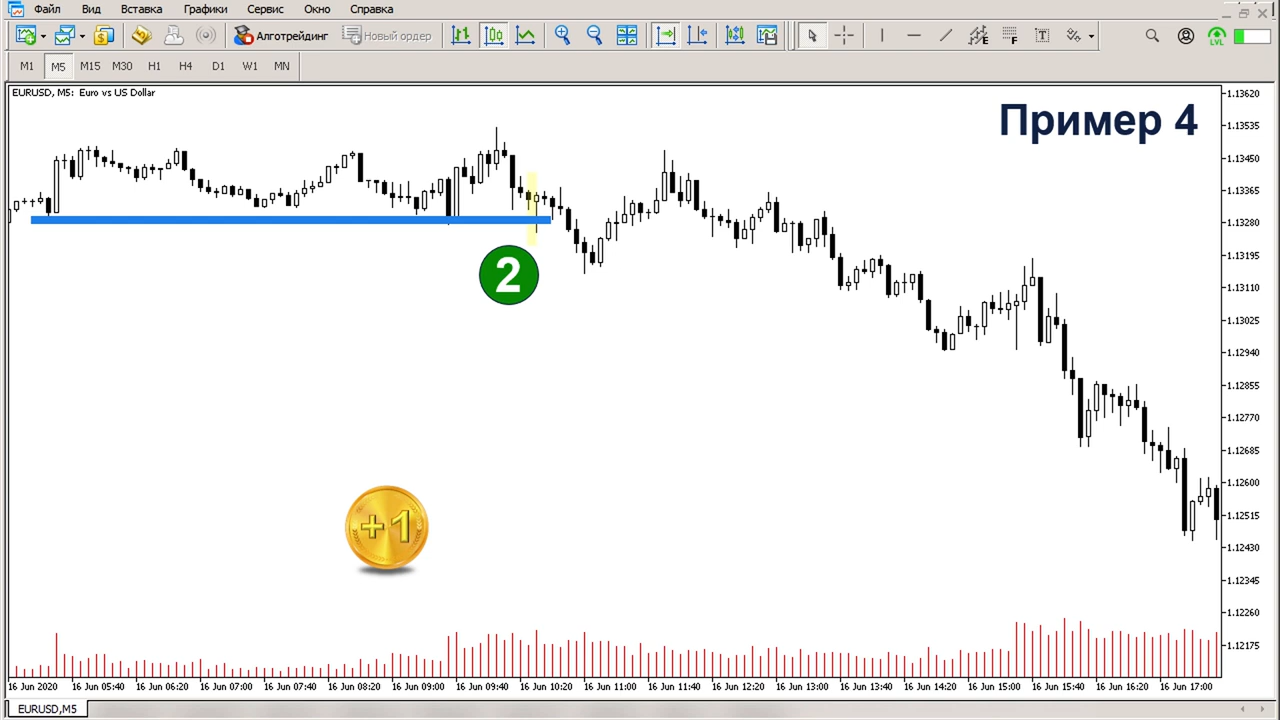 Файл Вид Вставка Графики Сервис Окно Справка
Алготрейдинг Новый ордер E F T LVL
M1 M5 M15 M30 H1 H4 D1 W1 MN
EURUSD, M5: Euro vs US Dollar
Пример 4
1.13620
1.13535
1.13450
1.13365
1.13280
1.13195
1.13110
1.13025
1.12940
1.12855
1.12770
1.12685
1.12600
1.12515
1.12430
1.12345
1.12260
1.12175
2
+1
16 Jun 2020 16 Jun 05:40 16 Jun 06:20 16 Jun 07:00 16 Jun 07:40 16 Jun 08:20 16 Jun 09:00 16 Jun 09:40 16 Jun 10:20 16 Jun 11:00 16 Jun 11:40 16 Jun 12:20 16 Jun 13:00 16 Jun 13:40 16 Jun 14:20 16 Jun 15:00 16 Jun 15:40 16 Jun 16:20 16 Jun 17:00
EURUSD,M5